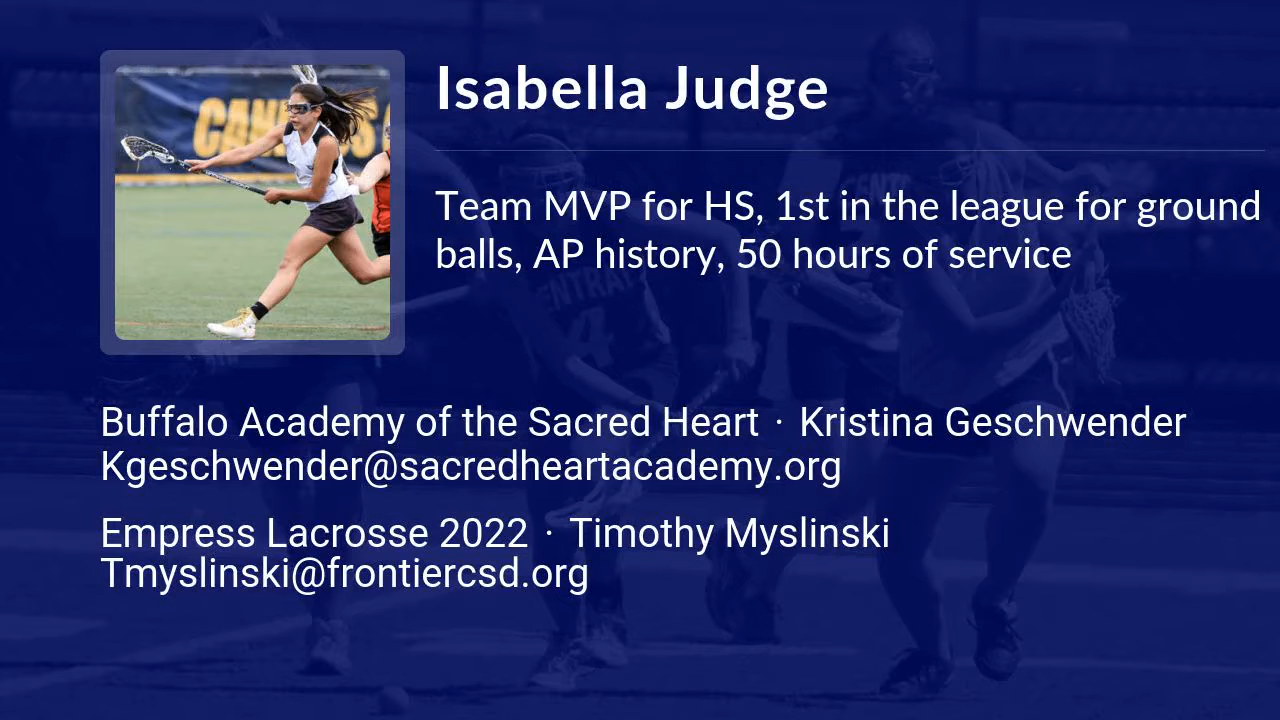 Isabella Judge
Team MVP for HS, 1st in the league for ground
balls, AP history, 50 hours of service
Buffalo Academy of the Sacred Heart · Kristina Geschwender
Kgeschwender@sacredheartacademy.org
Empress Lacrosse 2022 · Timothy Myslinski
Tmyslinski@frontiercsd.org